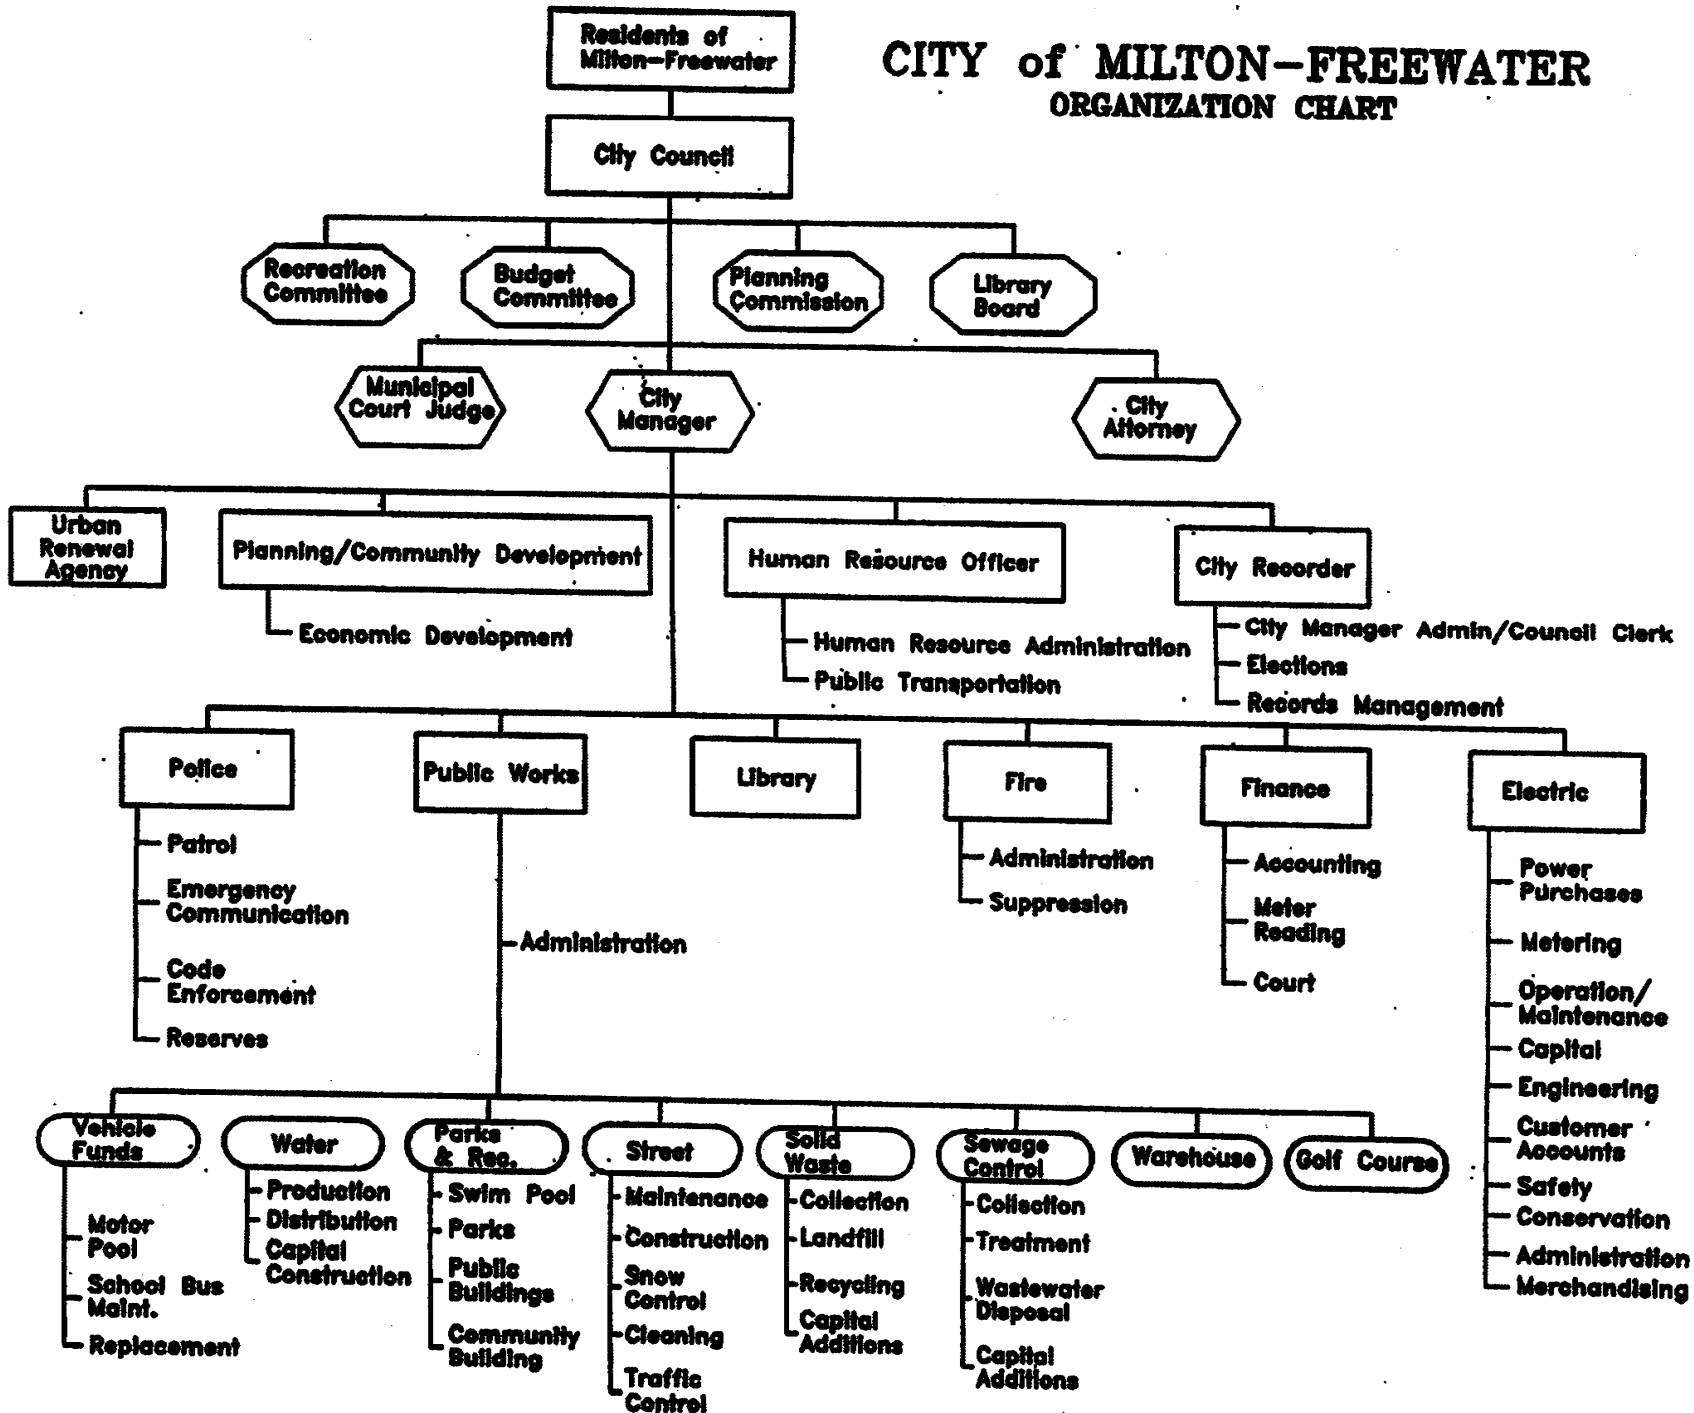 Residents of
Milton-Freewater
CITY of MILTON-FREEWATER
ORGANIZATION CHART
City Council
Recreation
Committee
Budget
Committee
Planning
Commission
Library
Board
Municipal
Court Judge
City
Manager
City
Attorney
Urban
Renewal
Agency
Planning/Community Development
Human Resource Officer
City Recorder
Economic Development
Human Resource Administration
Public Transportation
City Manager Admin/Council Clerk
Elections
Records Management
Police
Public Works
Library
Fire
Finance
Electric
Patrol
Emergency
Communication
Code
Enforcement
Reserves
Administration
Administration
Suppression
Accounting
Meter
Reading
Court
Power
Purchases
Metering
Operation/
Maintenance
Capital
Engineering
Customer
Accounts
Safety
Conservation
Administration
Merchandising
Vehicle
Funds
Water
Parks
& Rec.
Street
Solid
Waste
Sewage
Control
Warehouse
Golf Course
Motor
Pool
School Bus
Maint.
Replacement
Production
Distribution
Capital
Construction
Swim Pool
Parks
Public
Buildings
Community
Building
Maintenance
Construction
Snow
Control
Cleaning
Traffic
Control
Collection
Landfill
Recycling
Capital
Additions
Collection
Treatment
Wastewater
Disposal
Capital
Additions